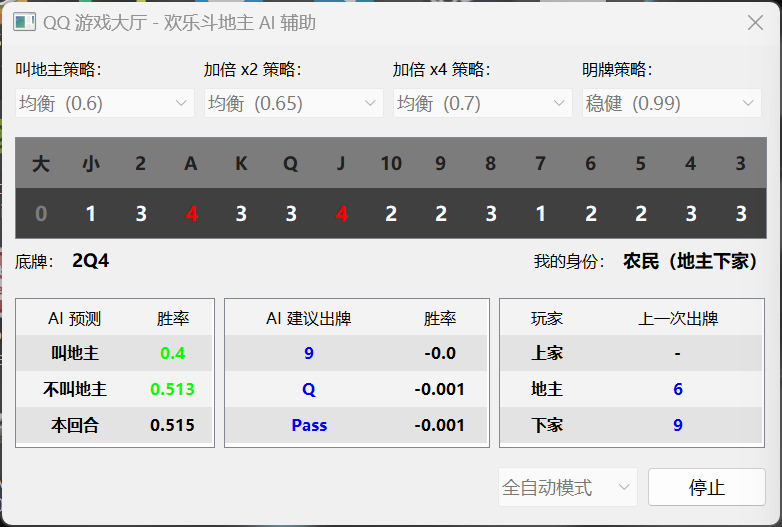 QQ 游戏大厅 - 欢乐斗地主 AI 辅助
叫地主策略： 加倍 x2 策略： 加倍 x4 策略： 明牌策略：
均衡 (0.6) 均衡 (0.65) 均衡 (0.7) 稳健 (0.99)
大 小 2 A K Q J 10 9 8 7 6 5 4 3
0 1 3 4 3 3 4 2 2 3 1 2 2 3 3
底牌： 2Q4 我的身份： 农民（地主下家）
AI 预测 胜率 AI 建议出牌 胜率 玩家 上一次出牌
叫地主 0.4 9 -0.0 上家 -
不叫地主 0.513 Q -0.001 地主 6
本回合 0.515 Pass -0.001 下家 9
全自动模式 停止